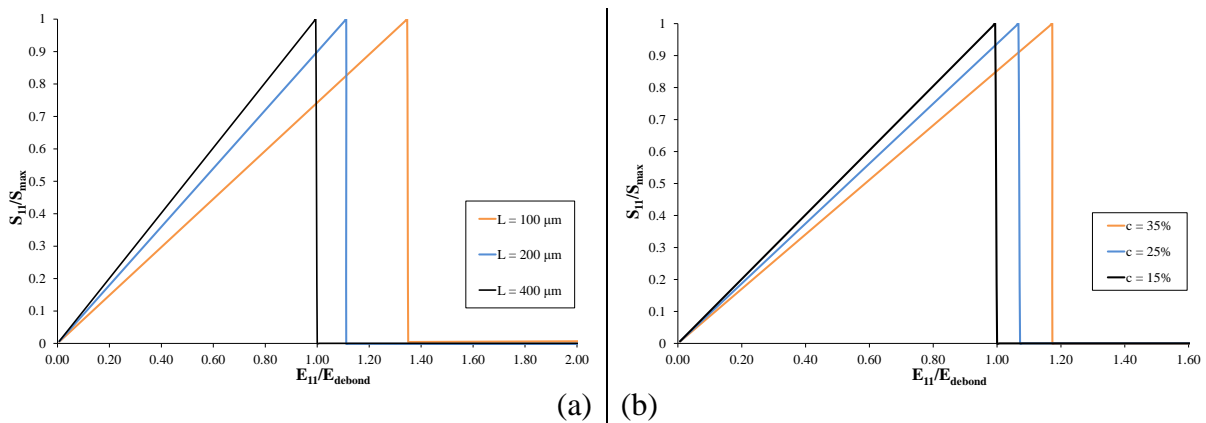 1
0.9
0.8
0.7
0.6
0.5
0.4
0.3
0.2
0.1
0
S11/Smax
0.00 0.20 0.40 0.60 0.80 1.00 1.20 1.40 1.60 1.80 2.00
E11/Edebond
L = 100 μm
L = 200 μm
L = 400 μm
(a)
1
0.9
0.8
0.7
0.6
0.5
0.4
0.3
0.2
0.1
0
S11/Smax
0.00 0.20 0.40 0.60 0.80 1.00 1.20 1.40 1.60
E11/Edebond
c = 35%
c = 25%
c = 15%
(b)